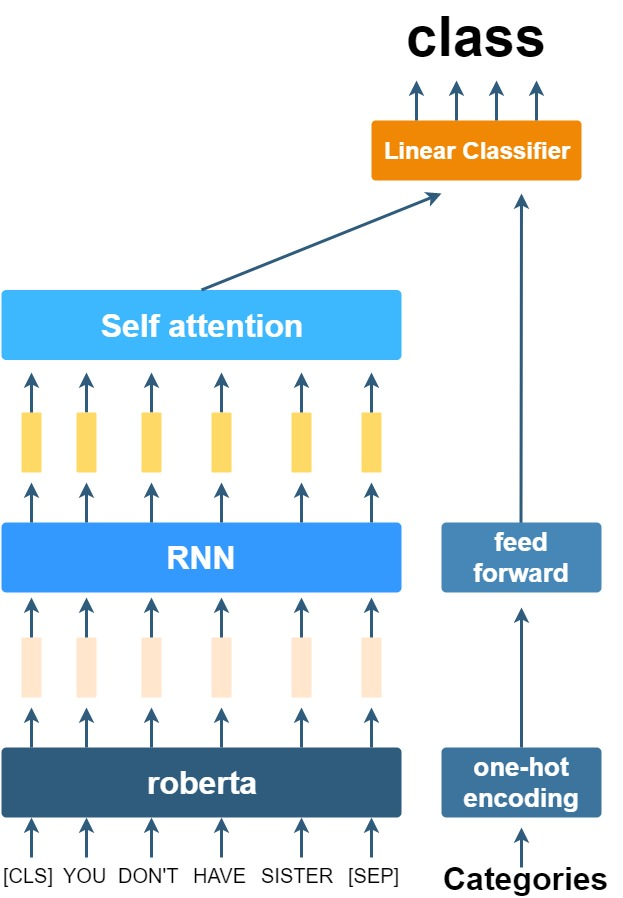 class
Linear Classifier
Self attention
RNN
feed
forward
roberta
one-hot
encoding
[CLS] YOU DON'T HAVE SISTER [SEP]
Categories